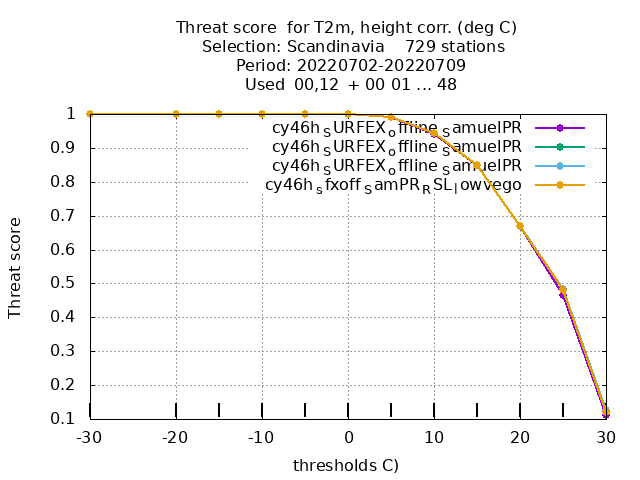 Threat score for T2m, height corr. (deg C)
Selection: Scandinavia 729 stations
Period: 20220702-20220709
Used 00,12 + 00 01 ... 48
cy46h_SURFEX_offline_SamuelPR
cy46h_SURFEX_offline_SamuelPR
cy46h_SURFEX_offline_SamuelPR
cy46h_sfxoff_SamPR_RSL_lowvego
Threat score
1
0.9
0.8
0.7
0.6
0.5
0.4
0.3
0.2
0.1
-30 -20 -10 0 10 20 30
thresholds C)